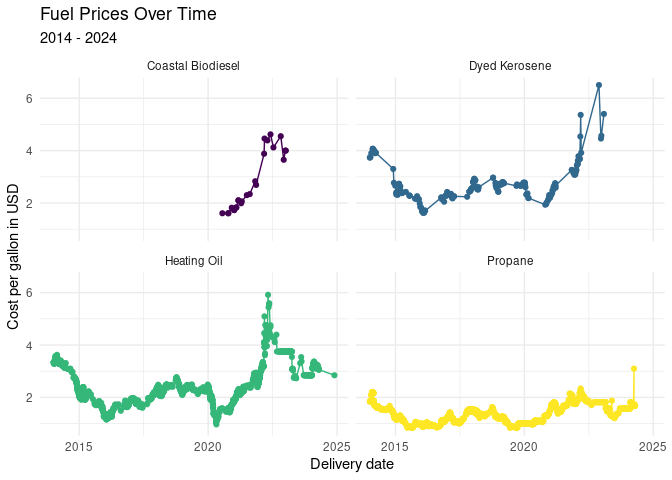 Fuel Prices Over Time
2014 - 2024
Coastal Biodiesel
Dyed Kerosene
6
4
2
Heating Oil
Propane
6
4
2
2015
2020
2025
2015
2020
2025
Cost per gallon in USD
Delivery date